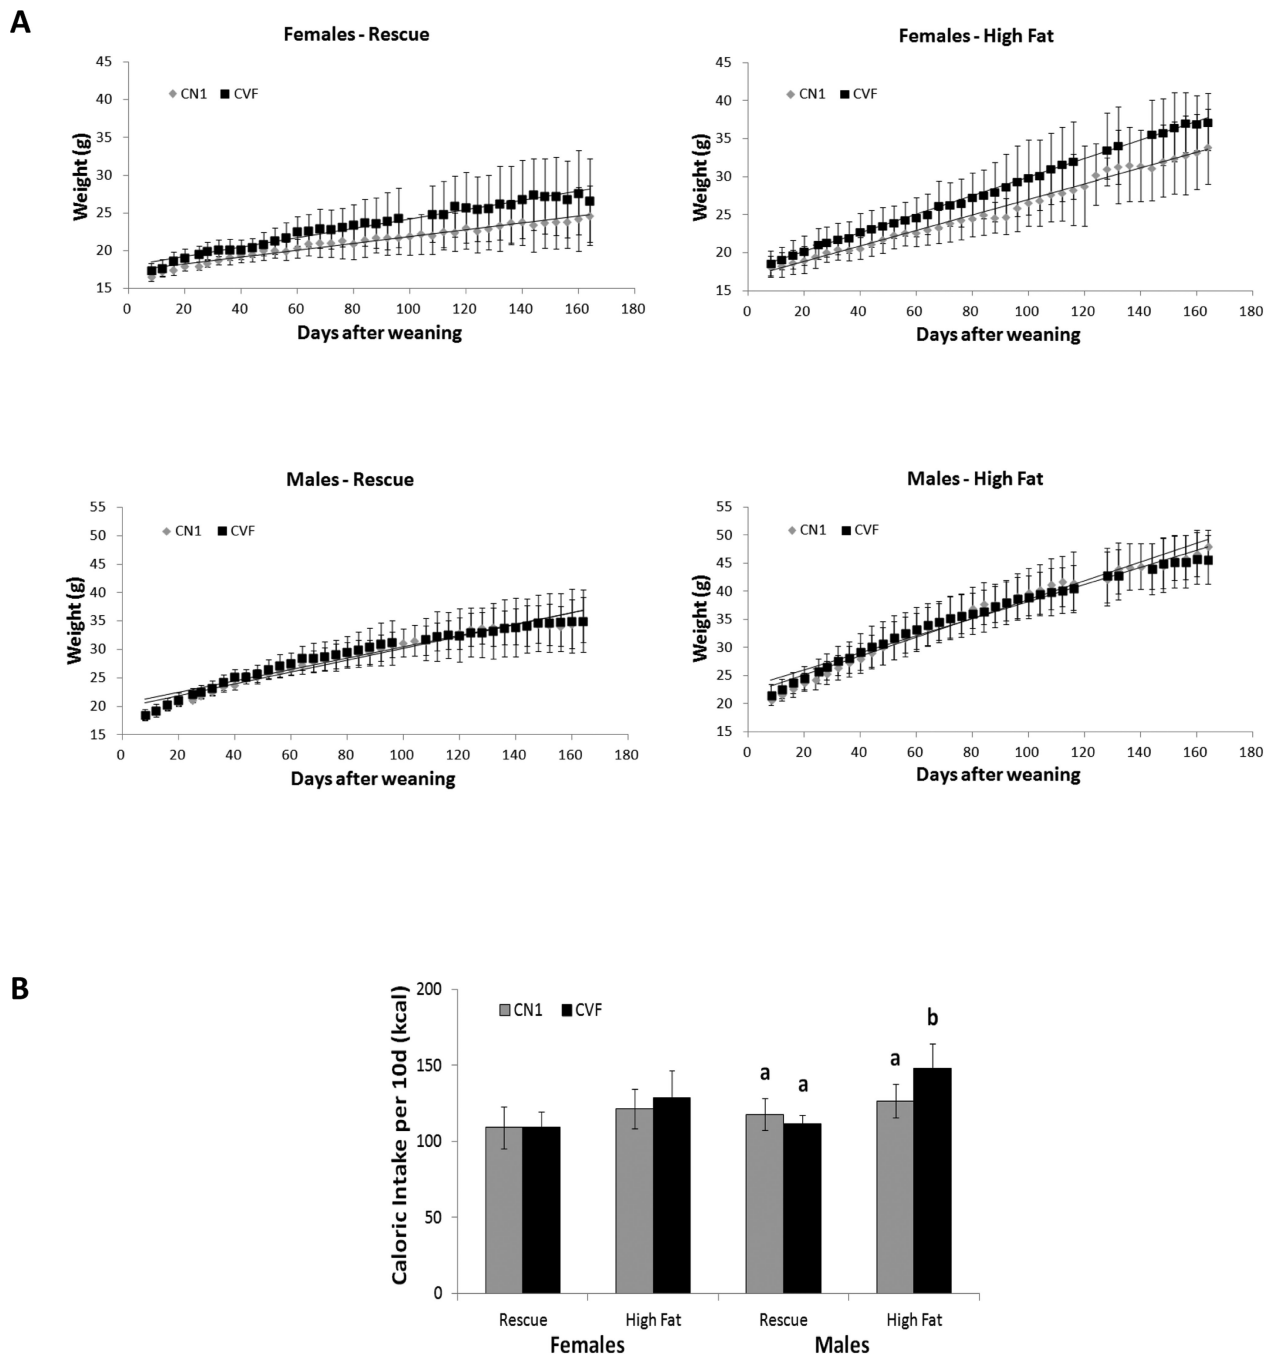 A
Females - Rescue
45
40
35
30
25
20
15
CN1 CVF
Weight (g)
0 20 40 60 80 100 120 140 160 180
Days after weaning
Females - High Fat
45
40
35
30
25
20
15
CN1 CVF
Weight (g)
0 20 40 60 80 100 120 140 160 180
Days after weaning
Males - Rescue
55
50
45
40
35
30
25
20
15
CN1 CVF
Weight (g)
0 20 40 60 80 100 120 140 160 180
Days after weaning
Males - High Fat
55
50
45
40
35
30
25
20
15
CN1 CVF
Weight (g)
0 20 40 60 80 100 120 140 160 180
Days after weaning
B
200
150
100
50
0
Caloric Intake per 10d (kcal)
CN1 CVF
a
a
a
b
Rescue High Fat Rescue High Fat
Females Males